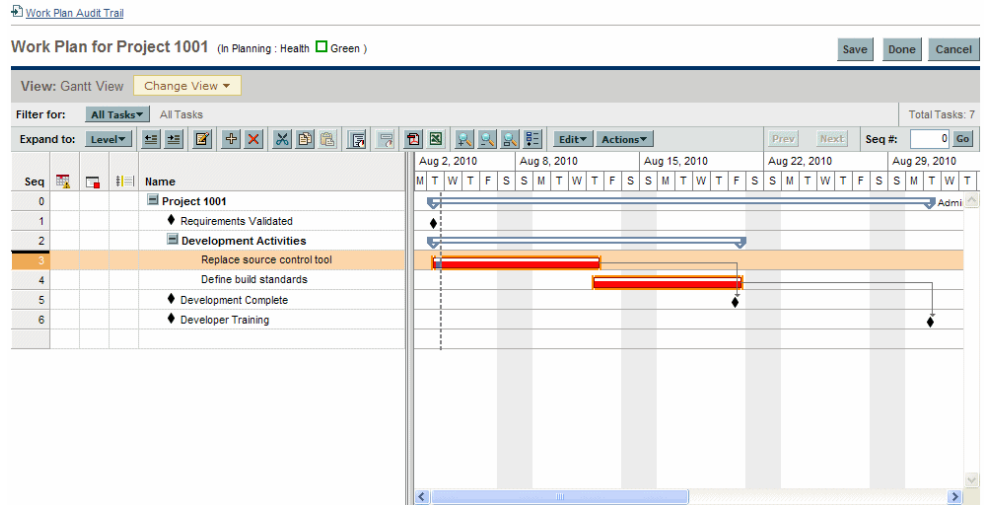 Work Plan Audit Trail
Work Plan for Project 1001 (In Planning : Health Green )
Save Done Cancel
View: Gantt View Change View
Filter for: All Tasks All Tasks Total Tasks: 7
Expand to: Level Edit Actions Prev Next Seq #: 0 Go
Aug 2, 2010 Aug 8, 2010 Aug 15, 2010 Aug 22, 2010 Aug 29, 2010
Seq Name M T W T F S S M T W T F S S M T W T F S S M T W T F S S M T W T
0 Project 1001 Admi
1 Requirements Validated
2 Development Activities
3 Replace source control tool
4 Define build standards
5 Development Complete
6 Developer Training